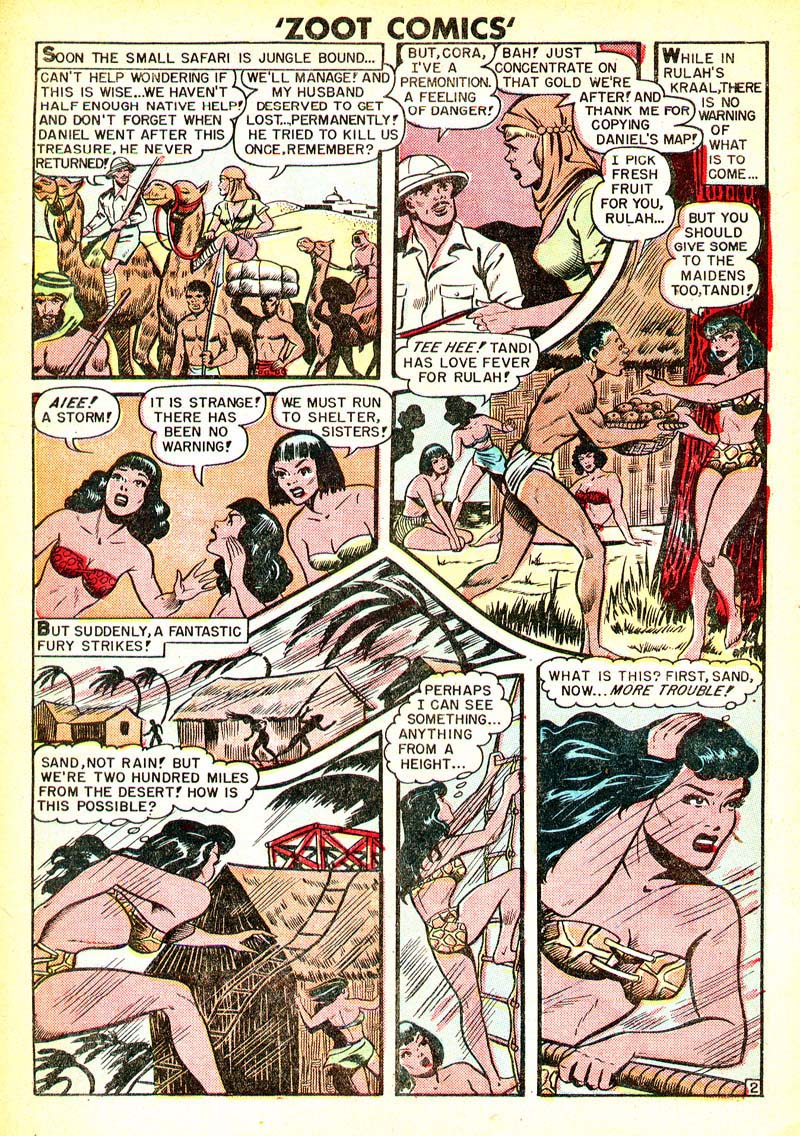 'ZOOT COMICS'
SOON THE SMALL SAFARI IS JUNGLE BOUND...
CAN'T HELP WONDERING IF
THIS IS WISE...WE HAVEN'T
HALF ENOUGH NATIVE HELP!
AND DON'T FORGET WHEN
DANIEL WENT AFTER THIS
TREASURE, HE NEVER
RETURNED!
WE'LL MANAGE! AND
MY HUSBAND
DESERVED TO GET
LOST...PERMANENTLY!
HE TRIED TO KILL US
ONCE, REMEMBER?
BUT, CORA,
I'VE A
PREMONITION.
A FEELING
OF DANGER!
BAH! JUST
CONCENTRATE ON
THAT GOLD WE'RE
AFTER! AND
THANK ME FOR
COPYING
DANIEL'S MAP!
WHILE IN
RULAH'S
KRAAL, THERE
IS NO
WARNING
OF
WHAT
IS TO
COME...
I PICK
FRESH
FRUIT
FOR YOU,
RULAH...
BUT YOU
SHOULD
GIVE SOME
TO THE
MAIDENS
TOO, TANDI!
TEE HEE! TANDI
HAS LOVE FEVER
FOR RULAH!
AIEE!
A STORM!
IT IS STRANGE!
THERE HAS
BEEN NO
WARNING!
WE MUST RUN
TO SHELTER,
SISTERS!
BUT SUDDENLY, A FANTASTIC
FURY STRIKES!
SAND, NOT RAIN! BUT
WE'RE TWO HUNDRED MILES
FROM THE DESERT! HOW IS
THIS POSSIBLE?
PERHAPS
I CAN SEE
SOMETHING...
ANYTHING
FROM A
HEIGHT...
WHAT IS THIS? FIRST, SAND,
NOW...MORE TROUBLE!
2